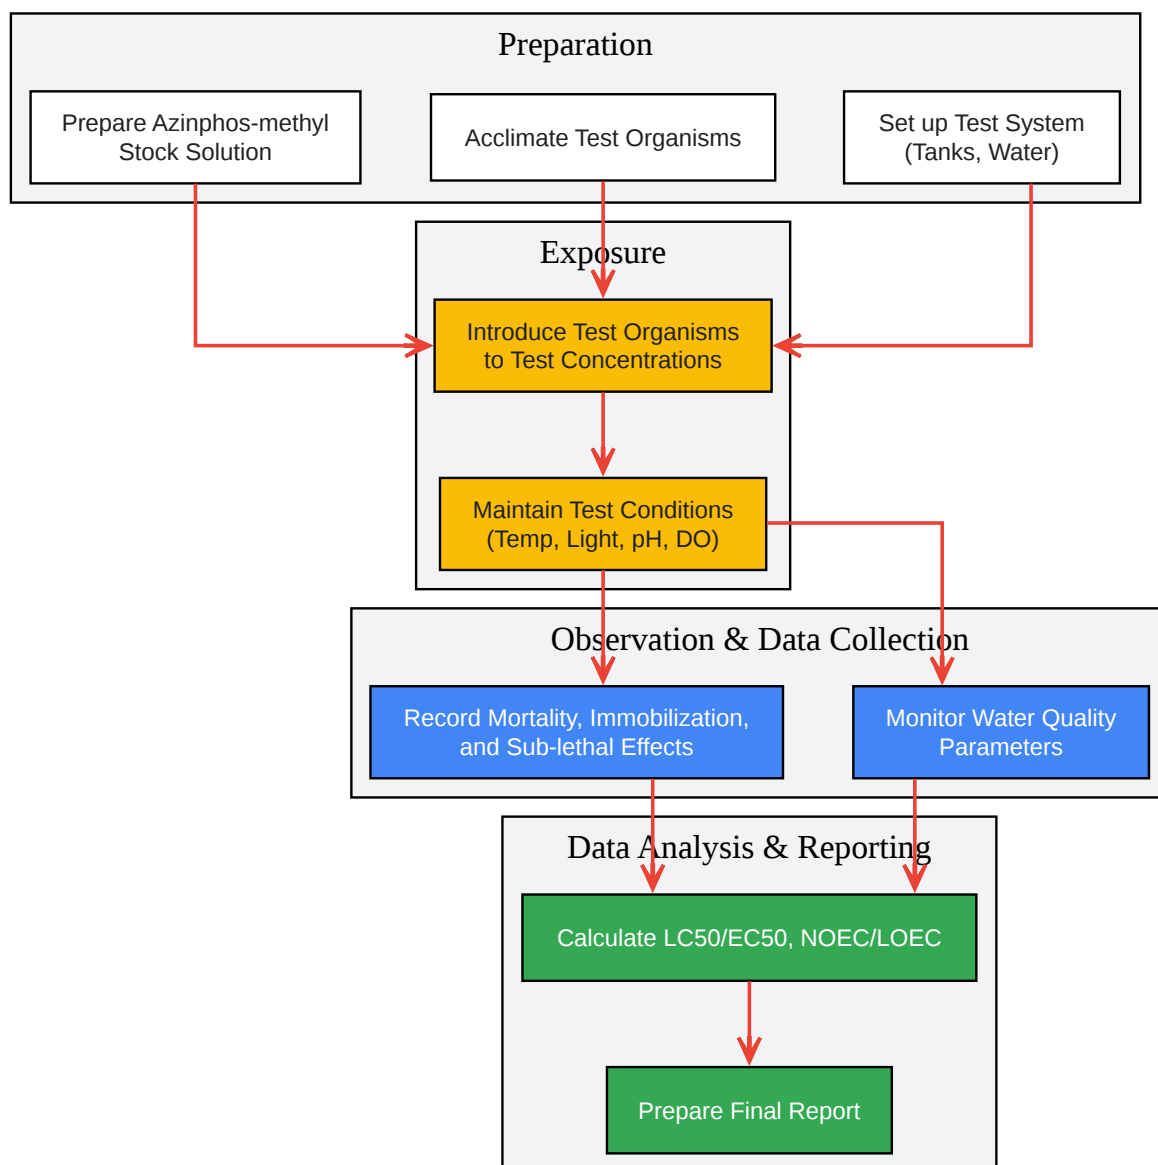 Preparation
Prepare Azinphos-methyl
Stock Solution
Acclimate Test Organisms
Set up Test System
(Tanks, Water)
Exposure
Introduce Test Organisms
to Test Concentrations
Maintain Test Conditions
(Temp, Light, pH, DO)
Observation & Data Collection
Record Mortality, Immobilization,
and Sub-lethal Effects
Monitor Water Quality
Parameters
Data Analysis & Reporting
Calculate LC50/EC50, NOEC/LOEC
Prepare Final Report